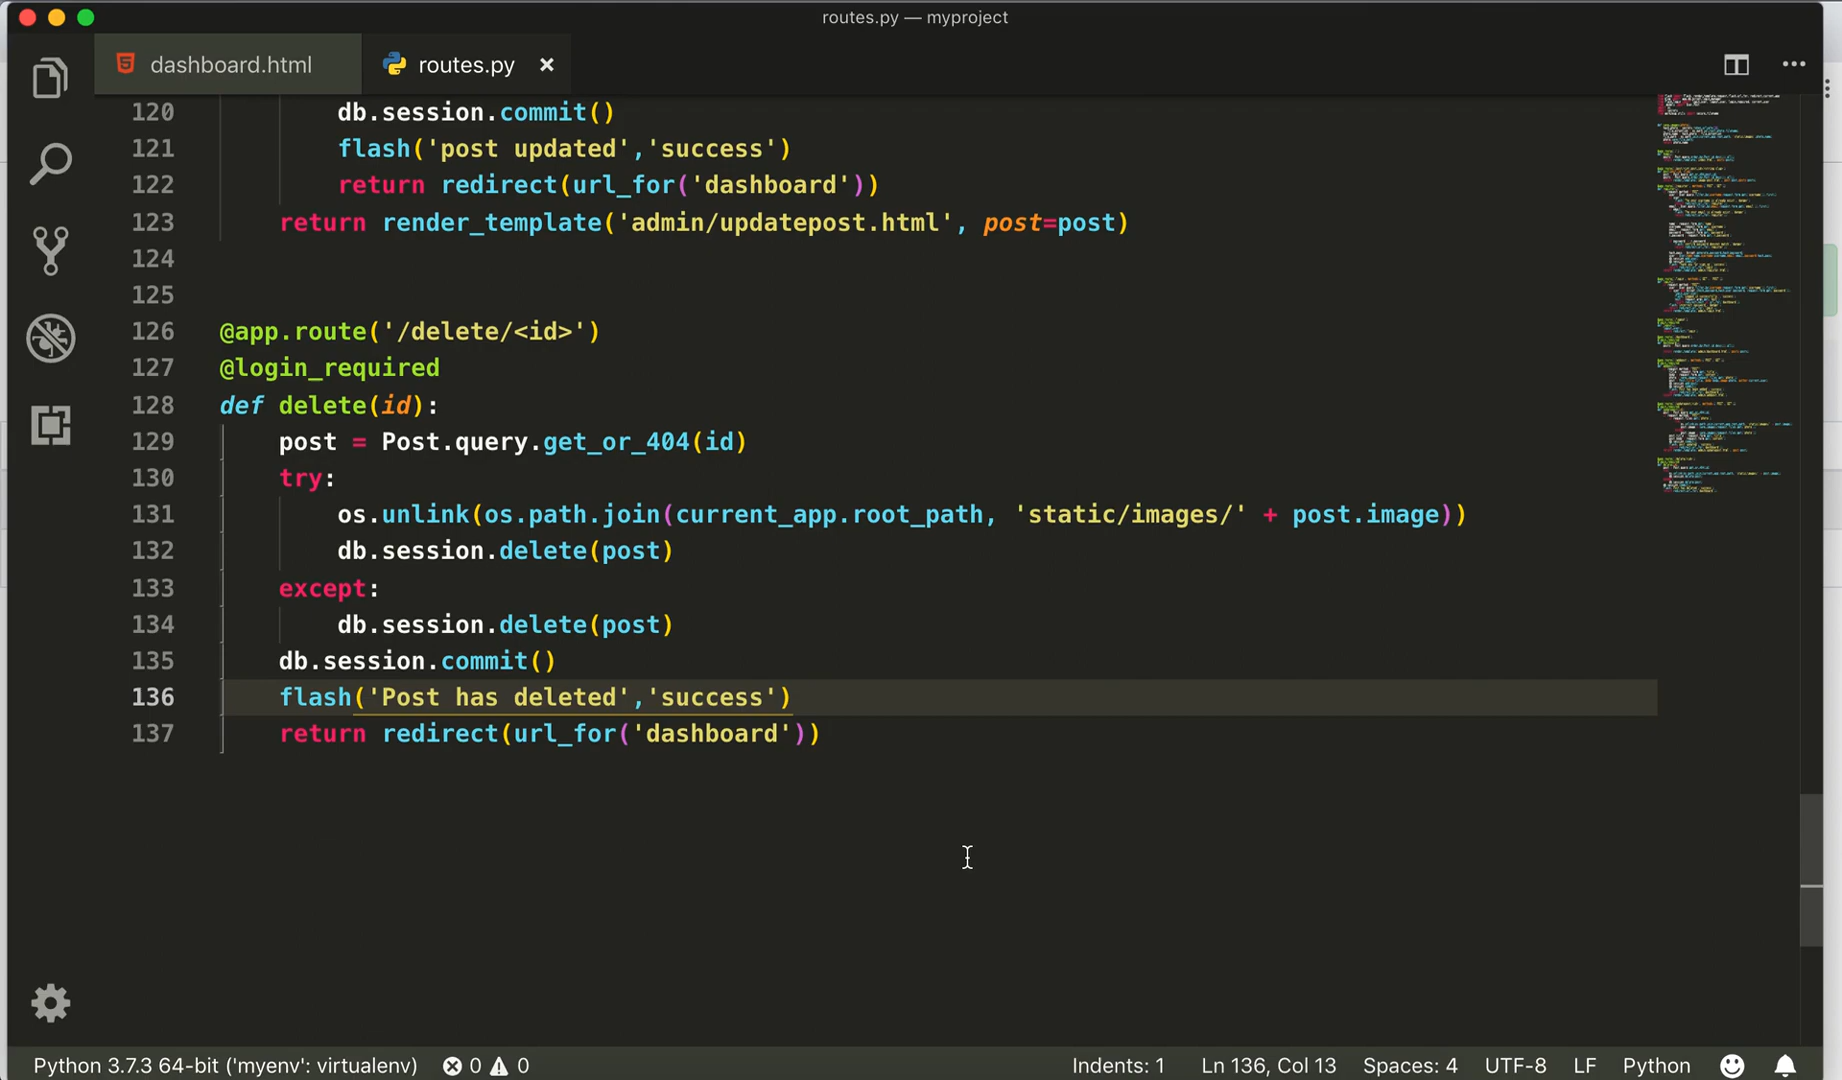 routes.py — myproject
dashboard.html
routes.py
120 db.session.commit()
121 flash('post updated','success')
122 return redirect(url_for('dashboard'))
123 return render_template('admin/updatepost.html', post=post)
124
125
126 @app.route('/delete/<id>')
127 @login_required
128 def delete(id):
129 post = Post.query.get_or_404(id)
130 try:
131 os.unlink(os.path.join(current_app.root_path, 'static/images/' + post.image))
132 db.session.delete(post)
133 except:
134 db.session.delete(post)
135 db.session.commit()
136 flash('Post has deleted','success')
137 return redirect(url_for('dashboard'))
Python 3.7.3 64-bit ('myenv': virtualenv) 0 0 Indents: 1 Ln 136, Col 13 Spaces: 4 UTF-8 LF Python